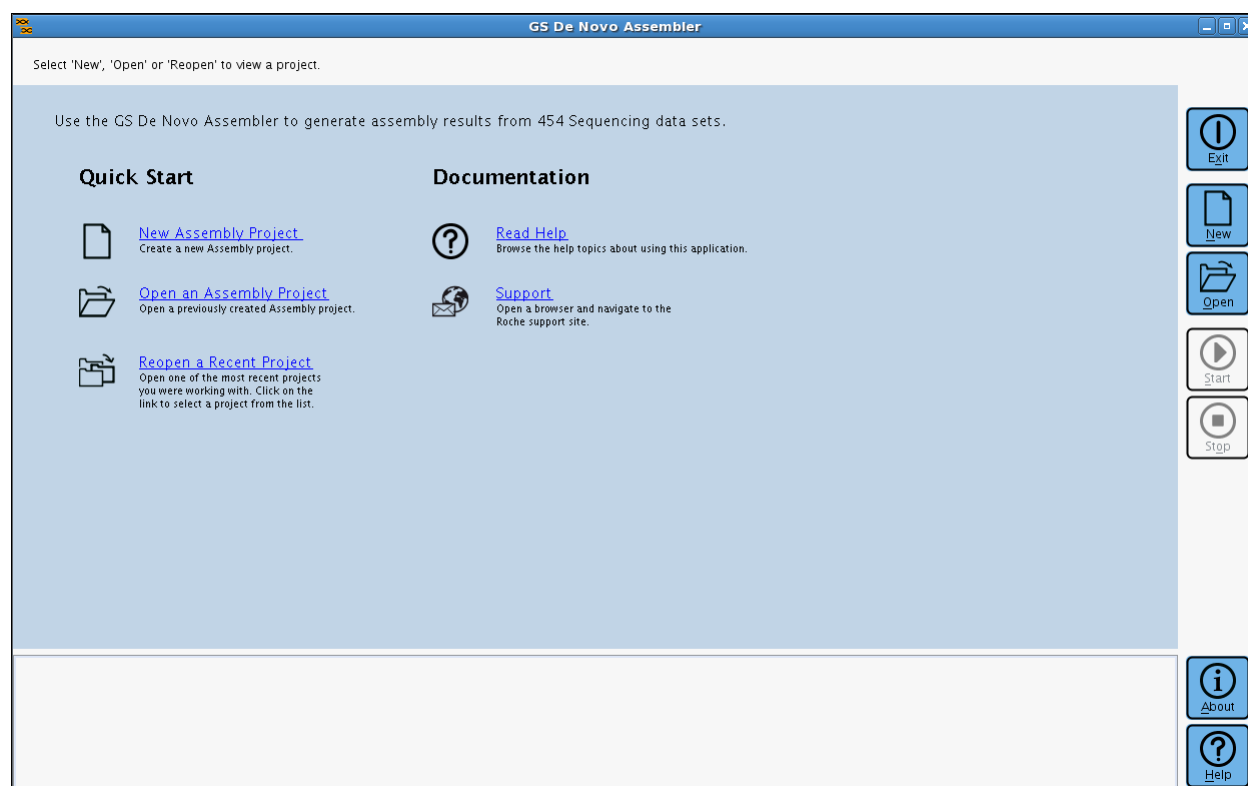 GS De Novo Assembler
Select 'New', 'Open' or 'Reopen' to view a project.
Use the GS De Novo Assembler to generate assembly results from 454 Sequencing data sets.
Quick Start
New Assembly Project
Create a new Assembly project.
Open an Assembly Project
Open a previously created Assembly project.
Reopen a Recent Project
Open one of the most recent projects
you were working with. Click on the
link to select a project from the list.
Documentation
Read Help
Browse the help topics about using this application.
Support
Open a browser and navigate to the
Roche support site.
Exit
New
Open
Start
Stop
About
Help